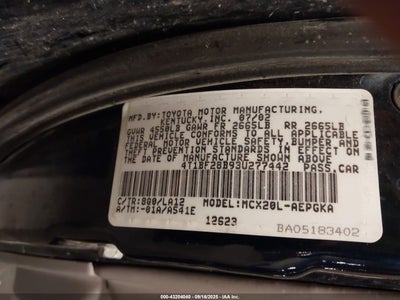 MFD.BY:TOYOTA MOTOR MANUFACTURING,
KENTUCKY,INC. 07/02
GVWR 4550LB GAWR FR 2665LB RR 2665LB
THIS VEHICLE CONFORMS TO ALL APPLICABLE
FEDERAL MOTOR VEHICLE SAFETY,BUMPER,AND
THEFT PREVENTION STANDARDS IN EFFECT ON
THE DATE OF MANUFACTURE SHOWN ABOVE.
4T1BF28B93U277442 PASS.CAR
C/TR:8Q0/LA12 MODEL:MCX20L-AEPGKA
A/TM:-01A/A541E
12623
BA05183402
000-43204040 - (09/18/2025) - IAAI